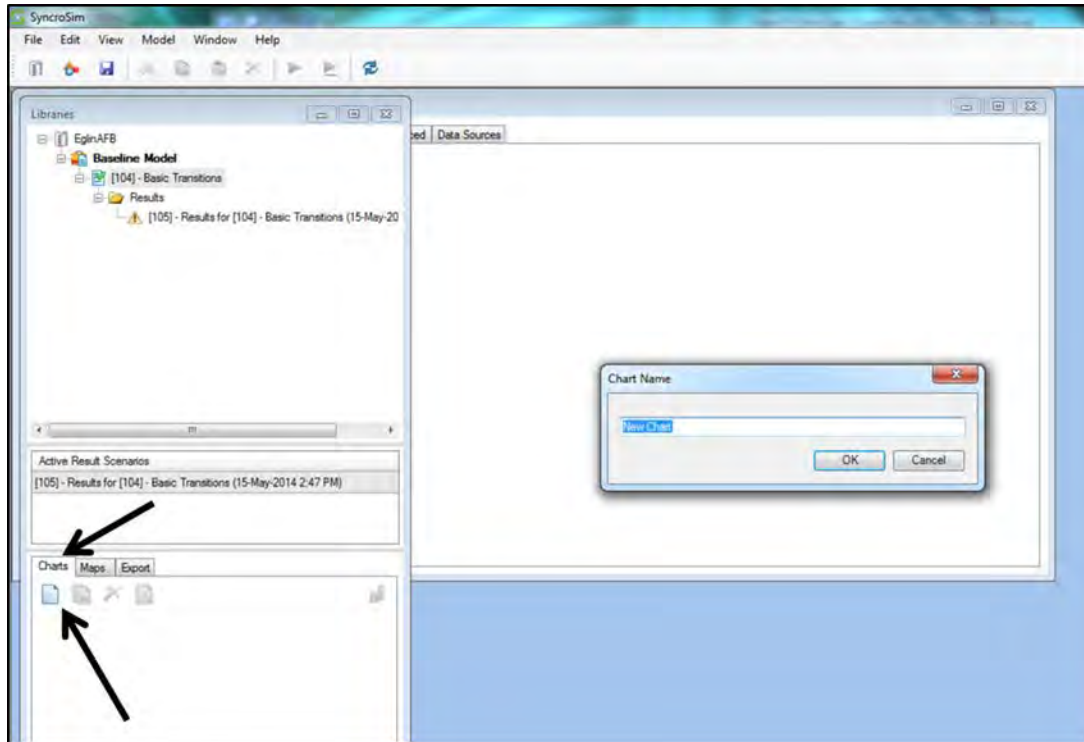 SyncroSim
File Edit View Model Window Help
Libraries
EglinAFB
Baseline Model
[104] - Basic Transitions
Results
[105] - Results for [104] - Basic Transitions (15-May-20
Data Sources
Chart Name
New Chart
OK Cancel
Active Result Scenarios
[105] - Results for [104] - Basic Transitions (15-May-2014 2:47 PM)
Charts Maps Export